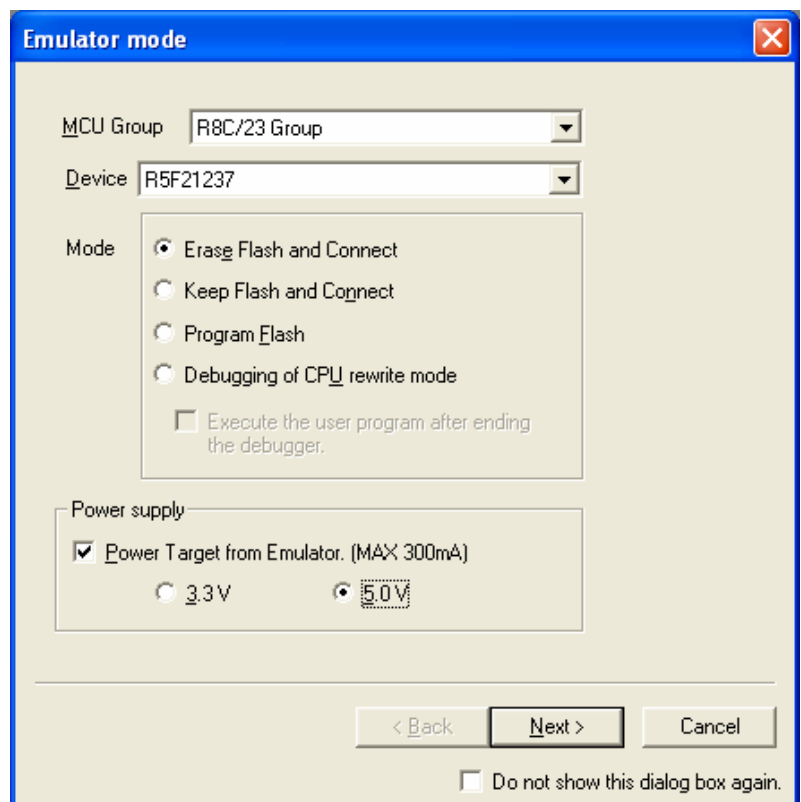 Emulator mode
MCU Group R8C/23 Group
Device R5F21237
Mode Erase Flash and Connect
Keep Flash and Connect
Program Flash
Debugging of CPU rewrite mode
Execute the user program after ending
the debugger.
Power supply
Power Target from Emulator. (MAX 300mA)
3.3 V 5.0 V
< Back Next > Cancel
Do not show this dialog box again.